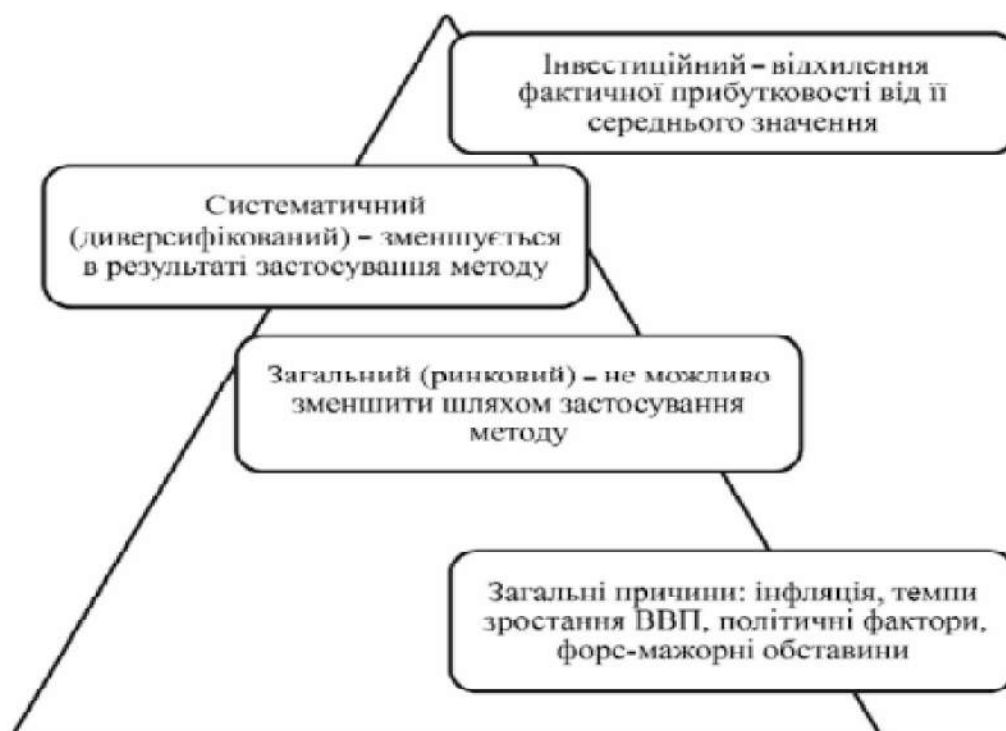 Інвестиційний – відхилення
фактичної прибутковості від її
середнього значення
Систематичний
(диверсифікований) – зменшується
в результаті застосування методу
Загальний (ринковий) – не можливо
зменшити шляхом застосування
методу
Загальні причини: інфляція, темпи
зростання ВВП, політичні фактори,
форс-мажорні обставини